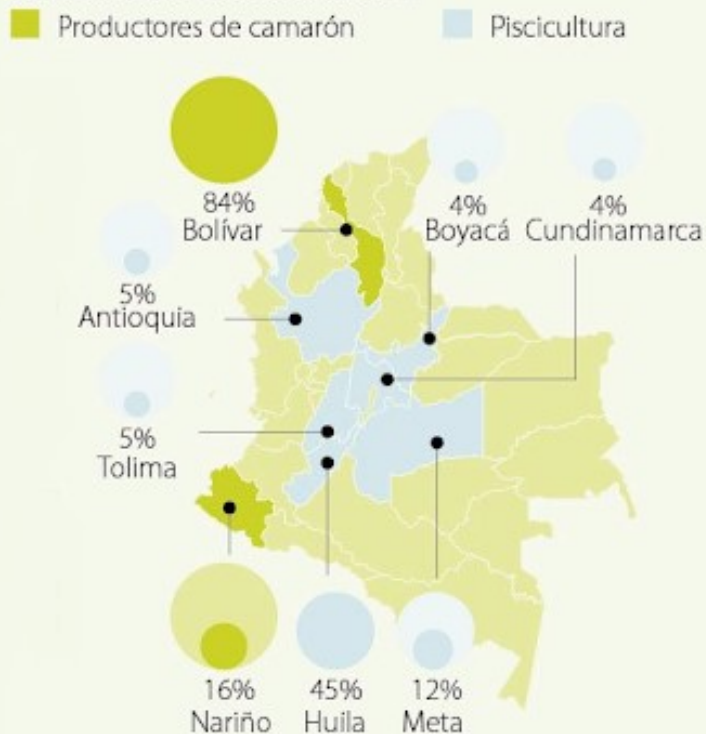 Productores de camarón
Piscicultura
84%
Bolívar
4%
Boyacá
4%
Cundinamarca
5%
Antioquia
5%
Tolima
16%
Nariño
45%
Huila
12%
Meta